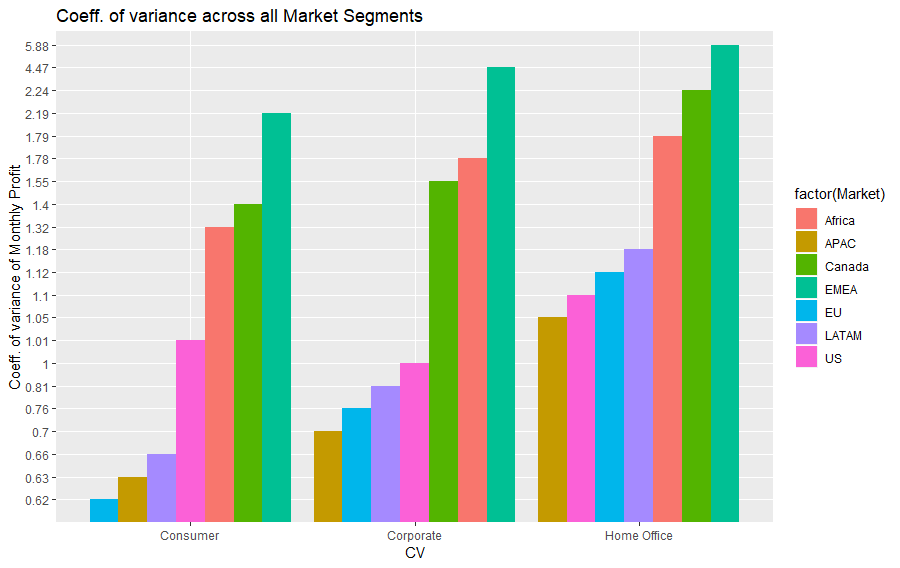 Coeff. of variance across all Market Segments
Coeff. of variance of Monthly Profit
5.88
4.47
2.24
2.19
1.79
1.78
1.55
1.4
1.32
1.18
1.12
1.1
1.05
1.01
1
0.81
0.76
0.7
0.66
0.63
0.62
Consumer
Corporate
Home Office
CV
factor(Market)
Africa
APAC
Canada
EMEA
EU
LATAM
US